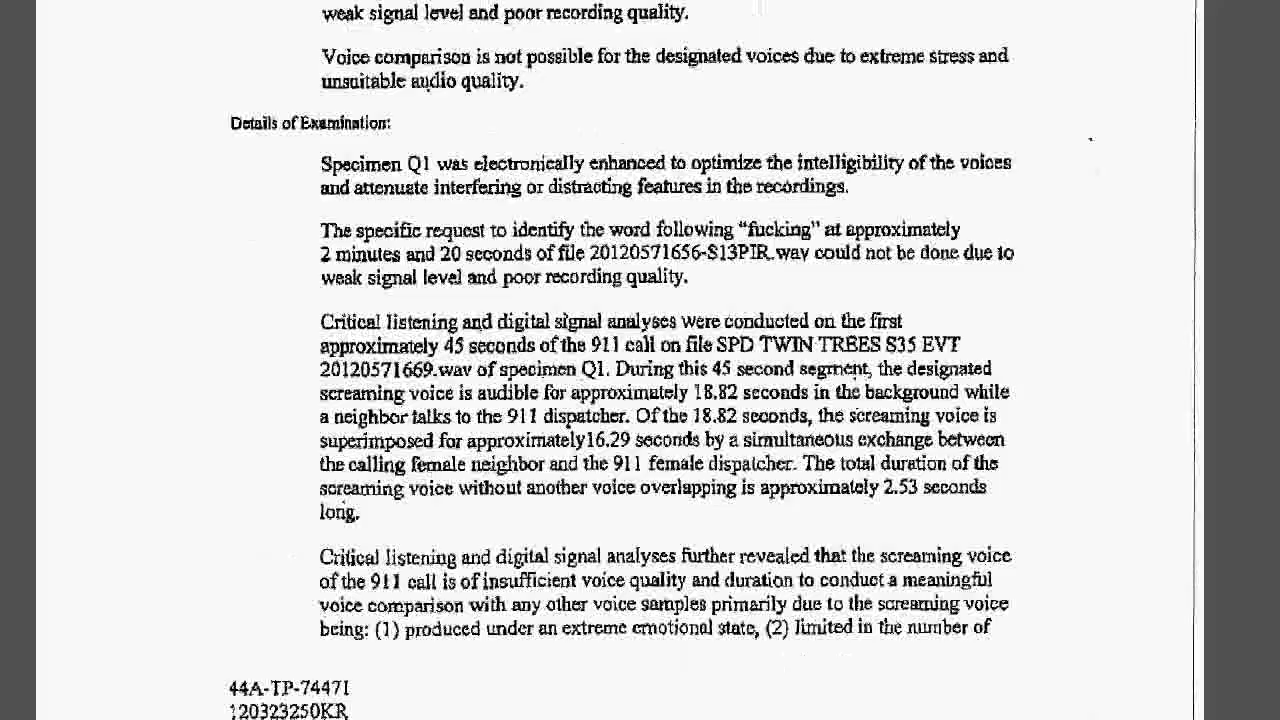 weak signal level and poor recording quality.
Voice comparison is not possible for the designated voices due to extreme stress and
unsuitable audio quality.
Details of Examination:
Specimen Q1 was electronically enhanced to optimize the intelligibility of the voices
and attenuate interfering or distracting features in the recordings.
The specific request to identify the word following "fucking" at approximately
2 minutes and 20 seconds of file 20120571656-S13PIR.wav could not be done due to
weak signal level and poor recording quality.
Critical listening and digital signal analyses were conducted on the first
approximately 45 seconds of the 911 call on file SPD TWIN TREES S35 EVT
20120571669.wav of specimen Q1. During this 45 second segment, the designated
screaming voice is audible for approximately 18.82 seconds in the background while
a neighbor talks to the 911 dispatcher. Of the 18.82 seconds, the screaming voice is
superimposed for approximately16.29 seconds by a simultaneous exchange between
the calling female neighbor and the 911 female dispatcher. The total duration of the
screaming voice without another voice overlapping is approximately 2.53 seconds
long.
Critical listening and digital signal analyses further revealed that the screaming voice
of the 911 call is of insufficient voice quality and duration to conduct a meaningful
voice comparison with any other voice samples primarily due to the screaming voice
being: (1) produced under an extreme emotional state, (2) limited in the number of
44A-TP-74471
120323250KR